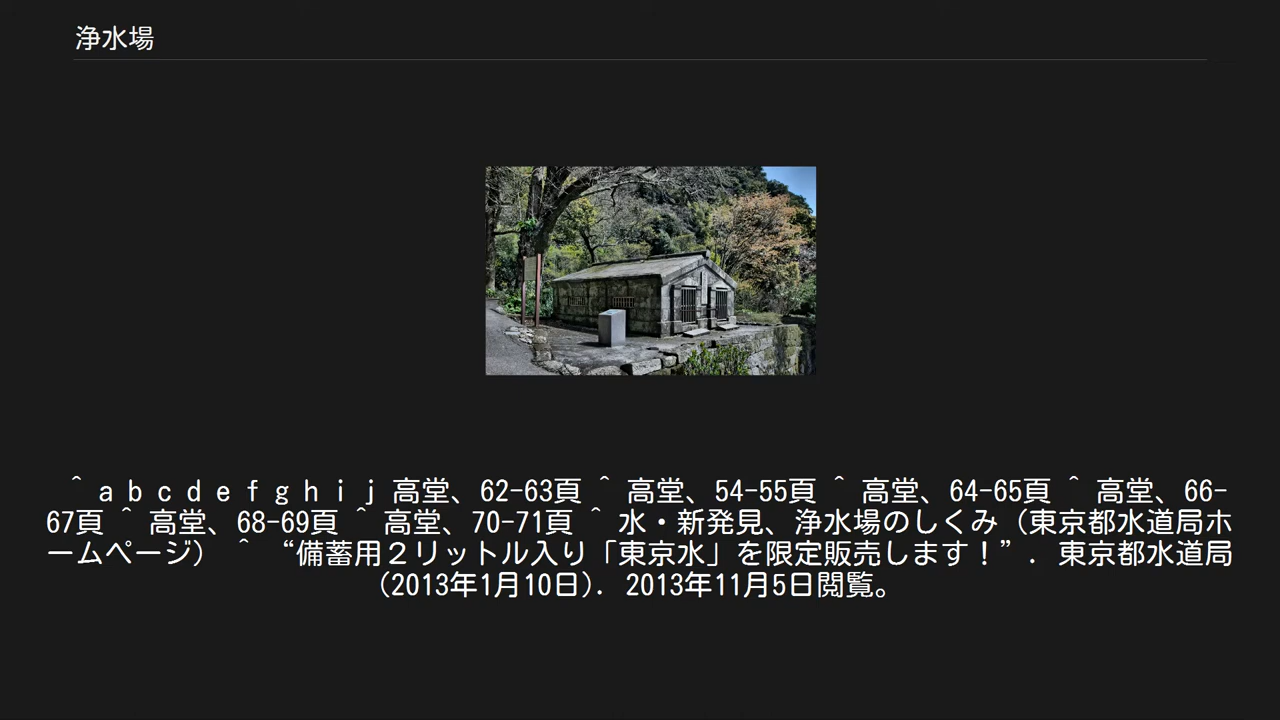 浄水場
^ a b c d e f g h i j 高堂、62-63頁 ^ 高堂、54-55頁 ^ 高堂、64-65頁 ^ 高堂、66-
67頁 ^ 高堂、68-69頁 ^ 高堂、70-71頁 ^ 水・新発見、浄水場のしくみ（東京都水道局ホ
ームページ） ^ “備蓄用２リットル入り「東京水」を限定販売します！”. 東京都水道局
(2013年1月10日). 2013年11月5日閲覧。